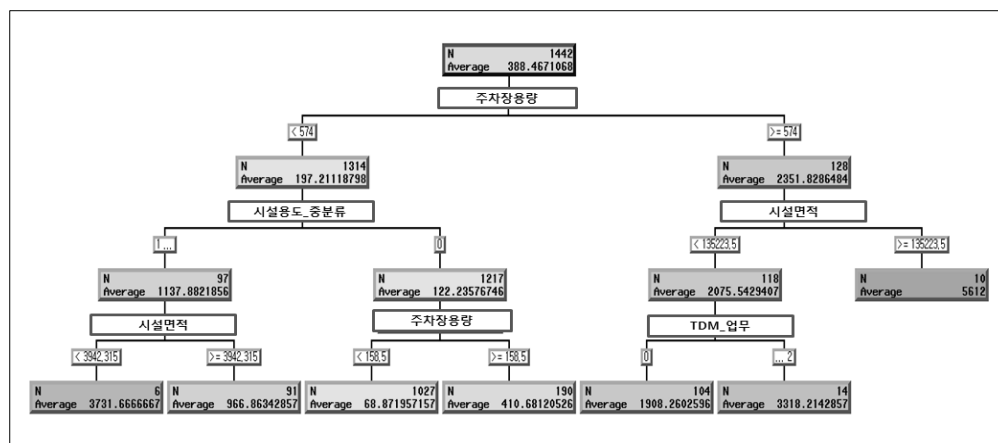 N 1442
Average 388.4671068
주차장용량
< 574
>= 574
N 1314
Average 197.21118798
N 128
Average 2351.8286484
시설용도_중분류
시설면적
1 ...
0
< 135223,5
>= 135223,5
N 97
Average 1137.8821856
N 1217
Average 122.23576746
N 118
Average 2075.5429407
N 10
Average 5612
시설면적
주차장용량
TDM_업무
< 3942,315
>= 3942,315
< 158,5
>= 158,5
0
... 2
N 6
Average 3731.6666667
N 91
Average 966.86342857
N 1027
Average 68.871957157
N 190
Average 410.68120526
N 104
Average 1908.2602596
N 14
Average 3318.2142857